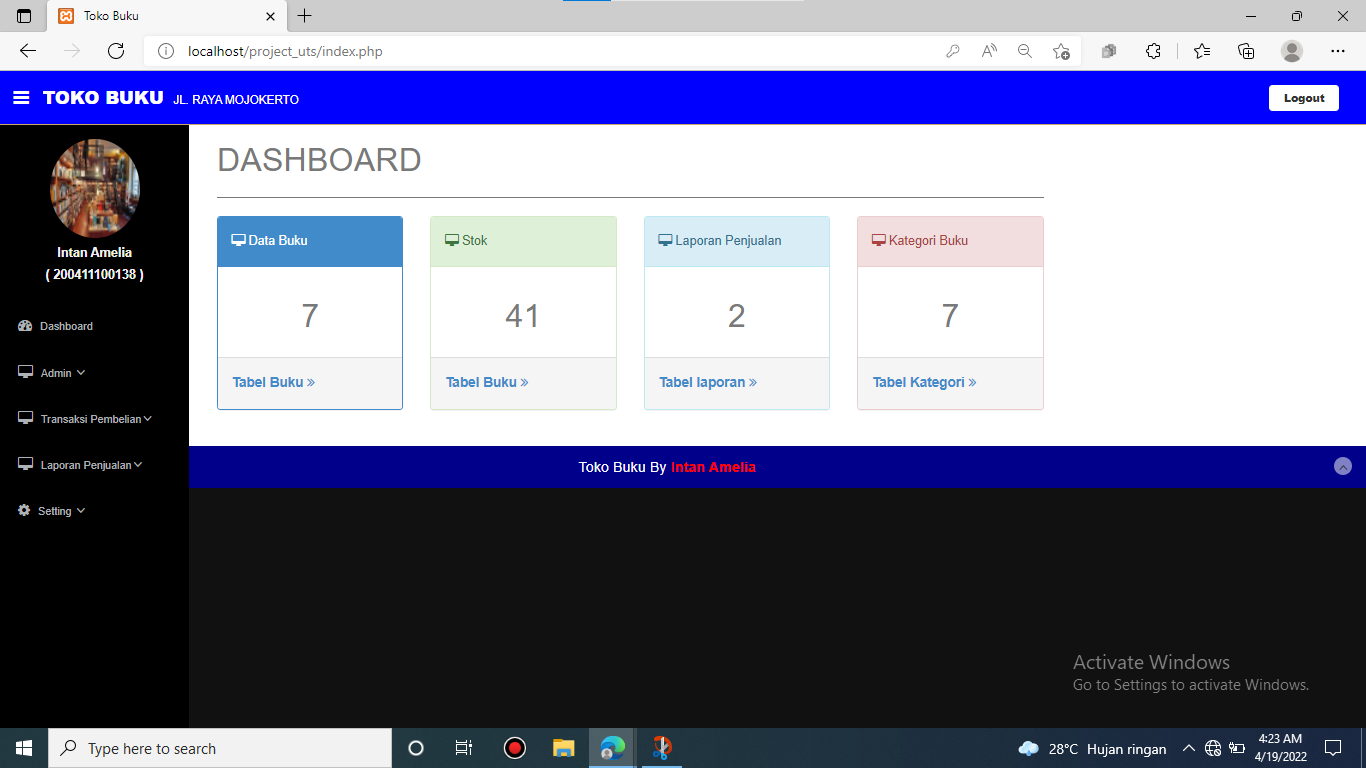 Toko Buku
localhost/project_uts/index.php
TOKO BUKU JL. RAYA MOJOKERTO
Logout
Intan Amelia
( 200411100138 )
Dashboard
Admin
Transaksi Pembelian
Laporan Penjualan
Setting
DASHBOARD
Data Buku
7
Tabel Buku »
Stok
41
Tabel Buku »
Laporan Penjualan
2
Tabel laporan »
Kategori Buku
7
Tabel Kategori »
Toko Buku By Intan Amelia
Activate Windows
Go to Settings to activate Windows.
Type here to search
28°C Hujan ringan
4:23 AM
4/19/2022